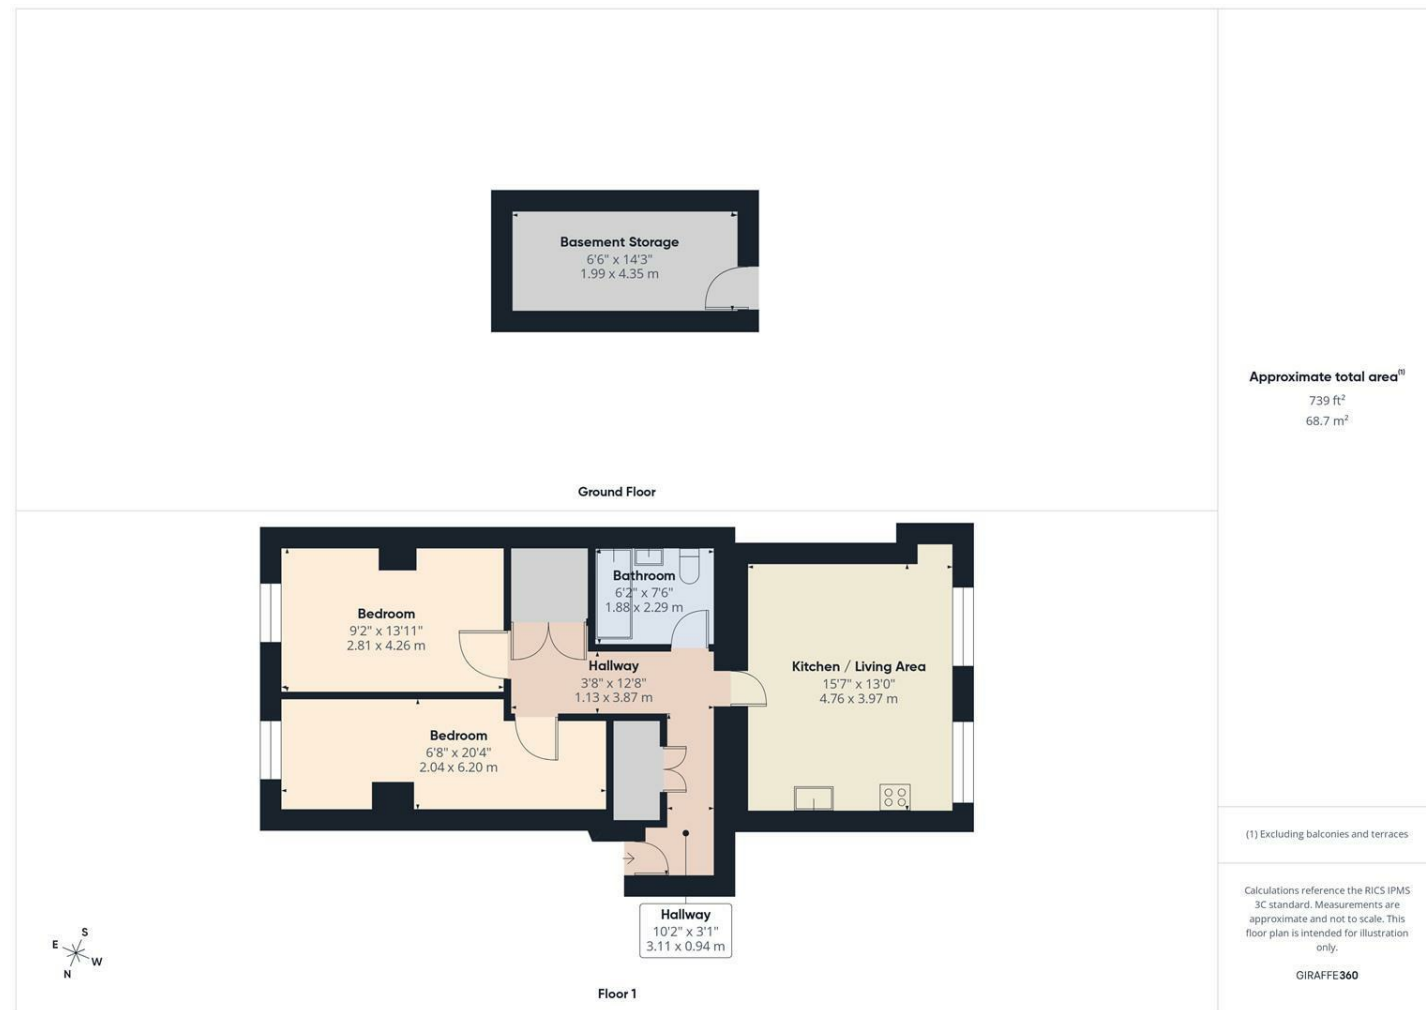 Basement Storage
6'6" x 14'3"
1.99 x 4.35 m
Ground Floor
Approximate total area(1)
739 ft²
68.7 m²
Bedroom
9'2" x 13'11"
2.81 x 4.26 m
Bathroom
6'2" x 7'6"
1.88 x 2.29 m
Hallway
3'8" x 12'8"
1.13 x 3.87 m
Kitchen / Living Area
15'7" x 13'0"
4.76 x 3.97 m
Bedroom
6'8" x 20'4"
2.04 x 6.20 m
Hallway
10'2" x 3'1"
3.11 x 0.94 m
Floor 1
S
E
W
N
(1) Excluding balconies and terraces
Calculations reference the RICS IPMS
3C standard. Measurements are
approximate and not to scale. This
floor plan is intended for illustration
only.
GIRAFFE360